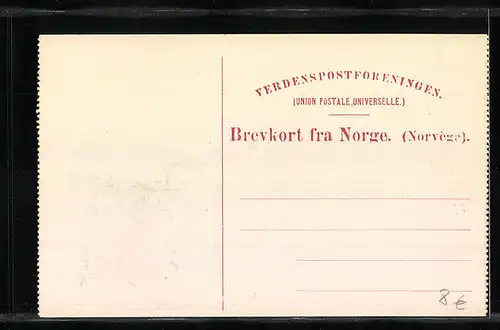 VERDENSPOSTFORENINGEN.
(UNION POSTALE UNIVERSELLE.)
Brevkort fra Norge. (Norvège).
8€